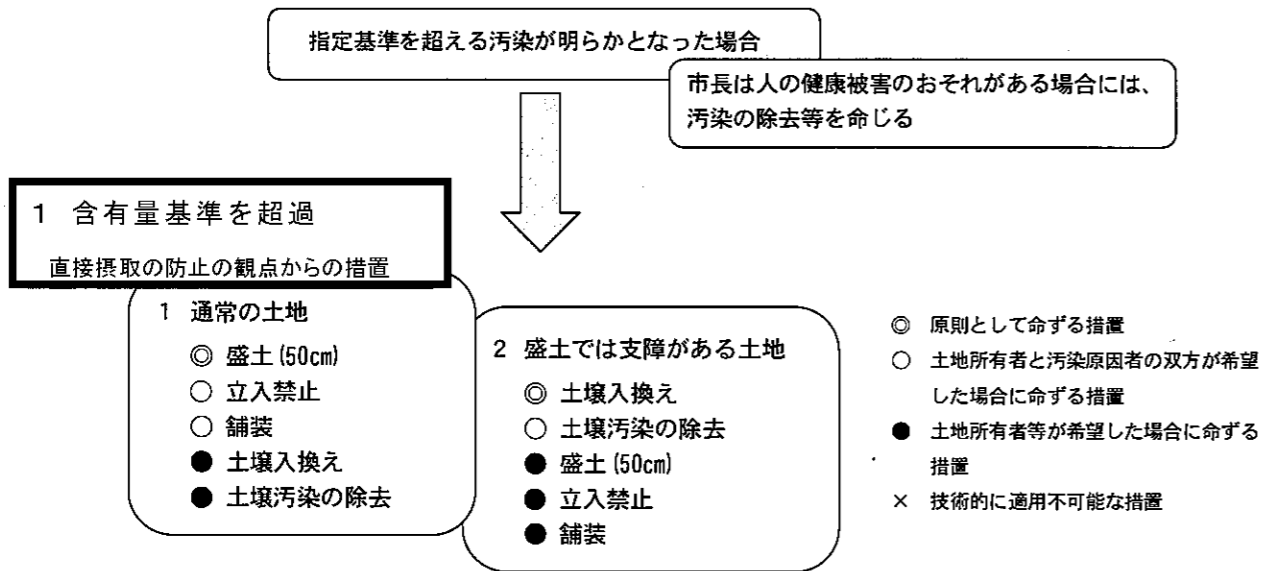 指定基準を超える汚染が明らかとなった場合
市長は人の健康被害のおそれがある場合には、
汚染の除去等を命じる
1 含有量基準を超過
直接摂取の防止の観点からの措置
1 通常の土地
◎ 盛土(50cm)
○ 立入禁止
○ 舗装
● 土壌入換え
● 土壌汚染の除去
2 盛土では支障がある土地
◎ 土壌入換え
○ 土壌汚染の除去
● 盛土(50cm)
● 立入禁止
● 舗装
◎ 原則として命ずる措置
○ 土地所有者と汚染原因者の双方が希望
した場合に命ずる措置
● 土地所有者等が希望した場合に命ずる
措置
× 技術的に適用不可能な措置